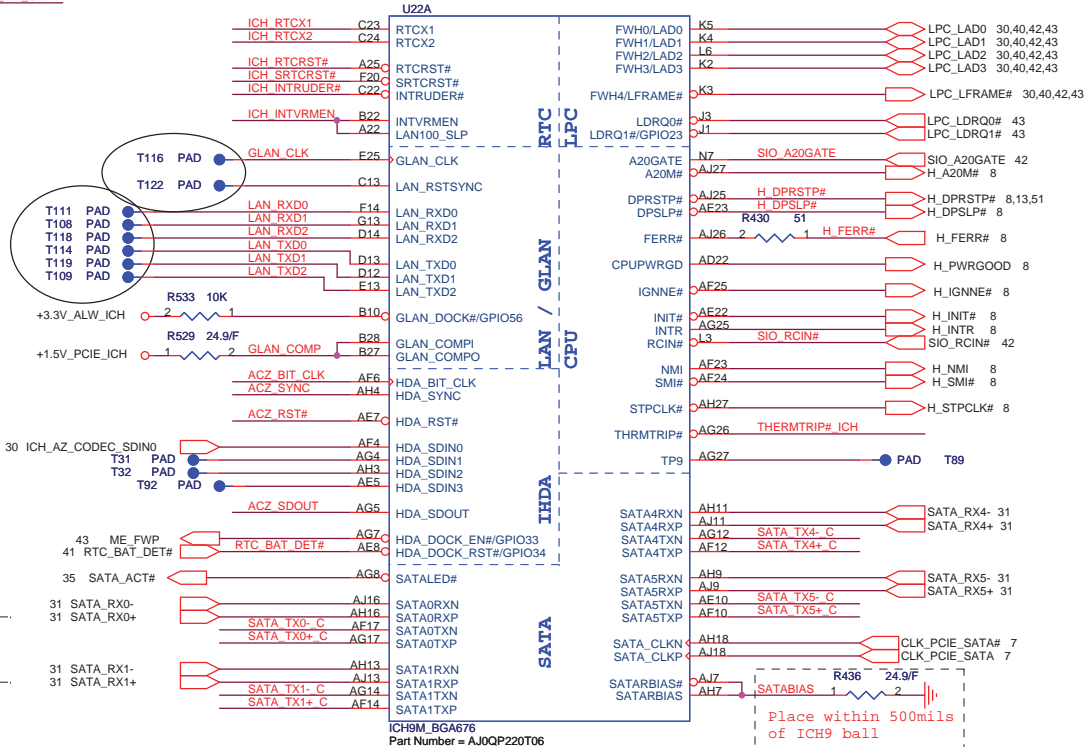 U22A
ICH_RTCX1 C23 RTCX1 FWH0/LAD0 K5 LPC_LAD0 30,40,42,43
ICH_RTCX2 C24 RTCX2 FWH1/LAD1 K4 LPC_LAD1 30,40,42,43
FWH2/LAD2 L6 LPC_LAD2 30,40,42,43
ICH_RTCRST# A25 RTCRST# FWH3/LAD3 K2 LPC_LAD3 30,40,42,43
ICH_SRTCRST# F20 SRTCRST#
ICH_INTRUDER# C22 INTRUDER# FWH4/LFRAME# K3 LPC_LFRAME# 30,40,42,43
ICH_INTVRMEN B22 INTVRMEN LDRQ0# J3 LPC_LDRQ0# 43
A22 LAN100_SLP LDRQ1#/GPIO23 J1 LPC_LDRQ1# 43
RTC LPC
T116 PAD GLAN_CLK E25 GLAN_CLK A20GATE N7 SIO_A20GATE SIO_A20GATE 42
A20M# AJ27 H_A20M# 8
T122 PAD C13 LAN_RSTSYNC
DPRSTP# AJ25 H_DPRSTP# H_DPRSTP# 8,13,51
T111 PAD LAN_RXD0 F14 LAN_RXD0 DPSLP# AE23 H_DPSLP# H_DPSLP# 8
T108 PAD LAN_RXD1 G13 LAN_RXD1
R430 51
T118 PAD LAN_RXD2 D14 LAN_RXD2 FERR# AJ26 2 1 H_FERR# H_FERR# 8
T114 PAD LAN_TXD0 D13 LAN_TXD0 CPUPWRGD AD22 H_PWRGOOD 8
T119 PAD LAN_TXD1 D12 LAN_TXD1
T109 PAD LAN_TXD2 E13 LAN_TXD2 IGNNE# AF25 H_IGNNE# 8
LAN / GLAN CPU
R533 10K
+3.3V_ALW_ICH 2 1 B10 GLAN_DOCK#/GPIO56 INIT# AE22 H_INIT# 8
INTR AG25 H_INTR 8
R529 24.9/F
B28 GLAN_COMPI RCIN# L3 SIO_RCIN# SIO_RCIN# 42
+1.5V_PCIE_ICH 1 2 GLAN_COMP B27 GLAN_COMPO
NMI AF23 H_NMI 8
ACZ_BIT_CLK AF6 HDA_BIT_CLK SMI# AF24 H_SMI# 8
ACZ_SYNC AH4 HDA_SYNC
STPCLK# AH27 H_STPCLK# 8
ACZ_RST# AE7 HDA_RST#
THRMTRIP# AG26 THERMTRIP#_ICH
30 ICH_AZ_CODEC_SDIN0 AF4 HDA_SDIN0
T31 PAD AG4 HDA_SDIN1 TP9 AG27 PAD T89
T32 PAD AH3 HDA_SDIN2
T92 PAD AE5 HDA_SDIN3
IHDA
ACZ_SDOUT AG5 HDA_SDOUT SATA4RXN AH11 SATA_RX4- 31
SATA4RXP AJ11 SATA_RX4+ 31
43 ME_FWP AG7 HDA_DOCK_EN#/GPIO33 SATA4TXN AG12 SATA_TX4-_C
41 RTC_BAT_DET# RTC_BAT_DET# AE8 HDA_DOCK_RST#/GPIO34 SATA4TXP AF12 SATA_TX4+_C
35 SATA_ACT# AG8 SATALED# SATA5RXN AH9 SATA_RX5- 31
SATA5RXP AJ9 SATA_RX5+ 31
31 SATA_RX0- AJ16 SATA0RXN SATA5TXN AE10 SATA_TX5-_C
31 SATA_RX0+ AH16 SATA0RXP SATA5TXP AF10 SATA_TX5+_C
SATA_TX0-_C AF17 SATA0TXN
SATA_TX0+_C AG17 SATA0TXP SATA_CLKN AH18 CLK_PCIE_SATA# 7
SATA_CLKP AJ18 CLK_PCIE_SATA 7
SATA
31 SATA_RX1- AH13 SATA1RXN
31 SATA_RX1+ AJ13 SATA1RXP SATARBIAS# AJ7 R436 24.9/F
SATA_TX1-_C AG14 SATA1TXN SATARBIAS AH7 SATABIAS 1 2
SATA_TX1+_C AF14 SATA1TXP
Place within 500mils
of ICH9 ball
ICH9M_BGA676
Part Number = AJ0QP220T06